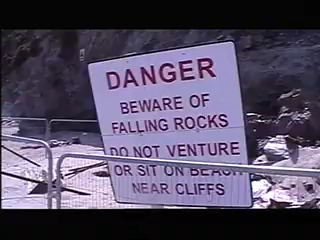 DANGER
BEWARE OF
FALLING ROCKS
DO NOT VENTURE
OR SIT ON BEACH
NEAR CLIFFS